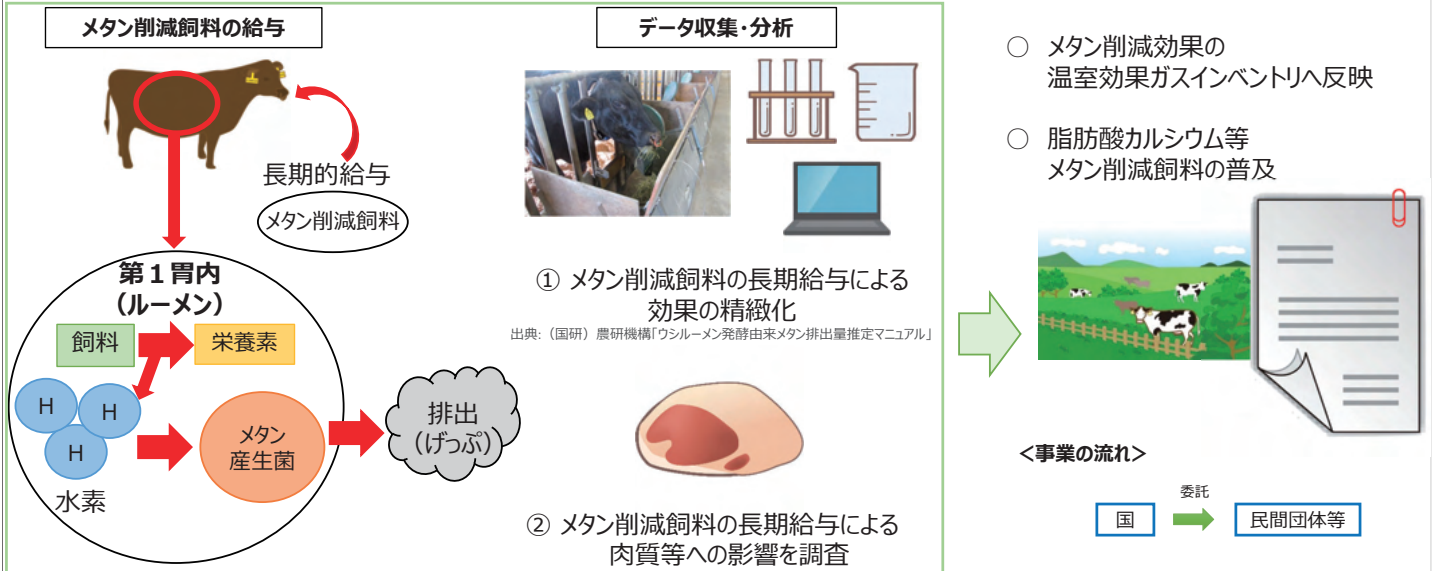 メタン削減飼料の給与
長期的給与
メタン削減飼料
第１胃内
（ルーメン）
飼料
栄養素
H
H
H
水素
メタン
産生菌
排出
（げっぷ）
データ収集・分析
① メタン削減飼料の長期給与による
効果の精緻化
出典:（国研）農研機構「ウシルーメン発酵由来メタン排出量推定マニュアル」
② メタン削減飼料の長期給与による
肉質等への影響を調査
○ メタン削減効果の
温室効果ガスインベントリへ反映
○ 脂肪酸カルシウム等
メタン削減飼料の普及
<事業の流れ>
国
委託
民間団体等